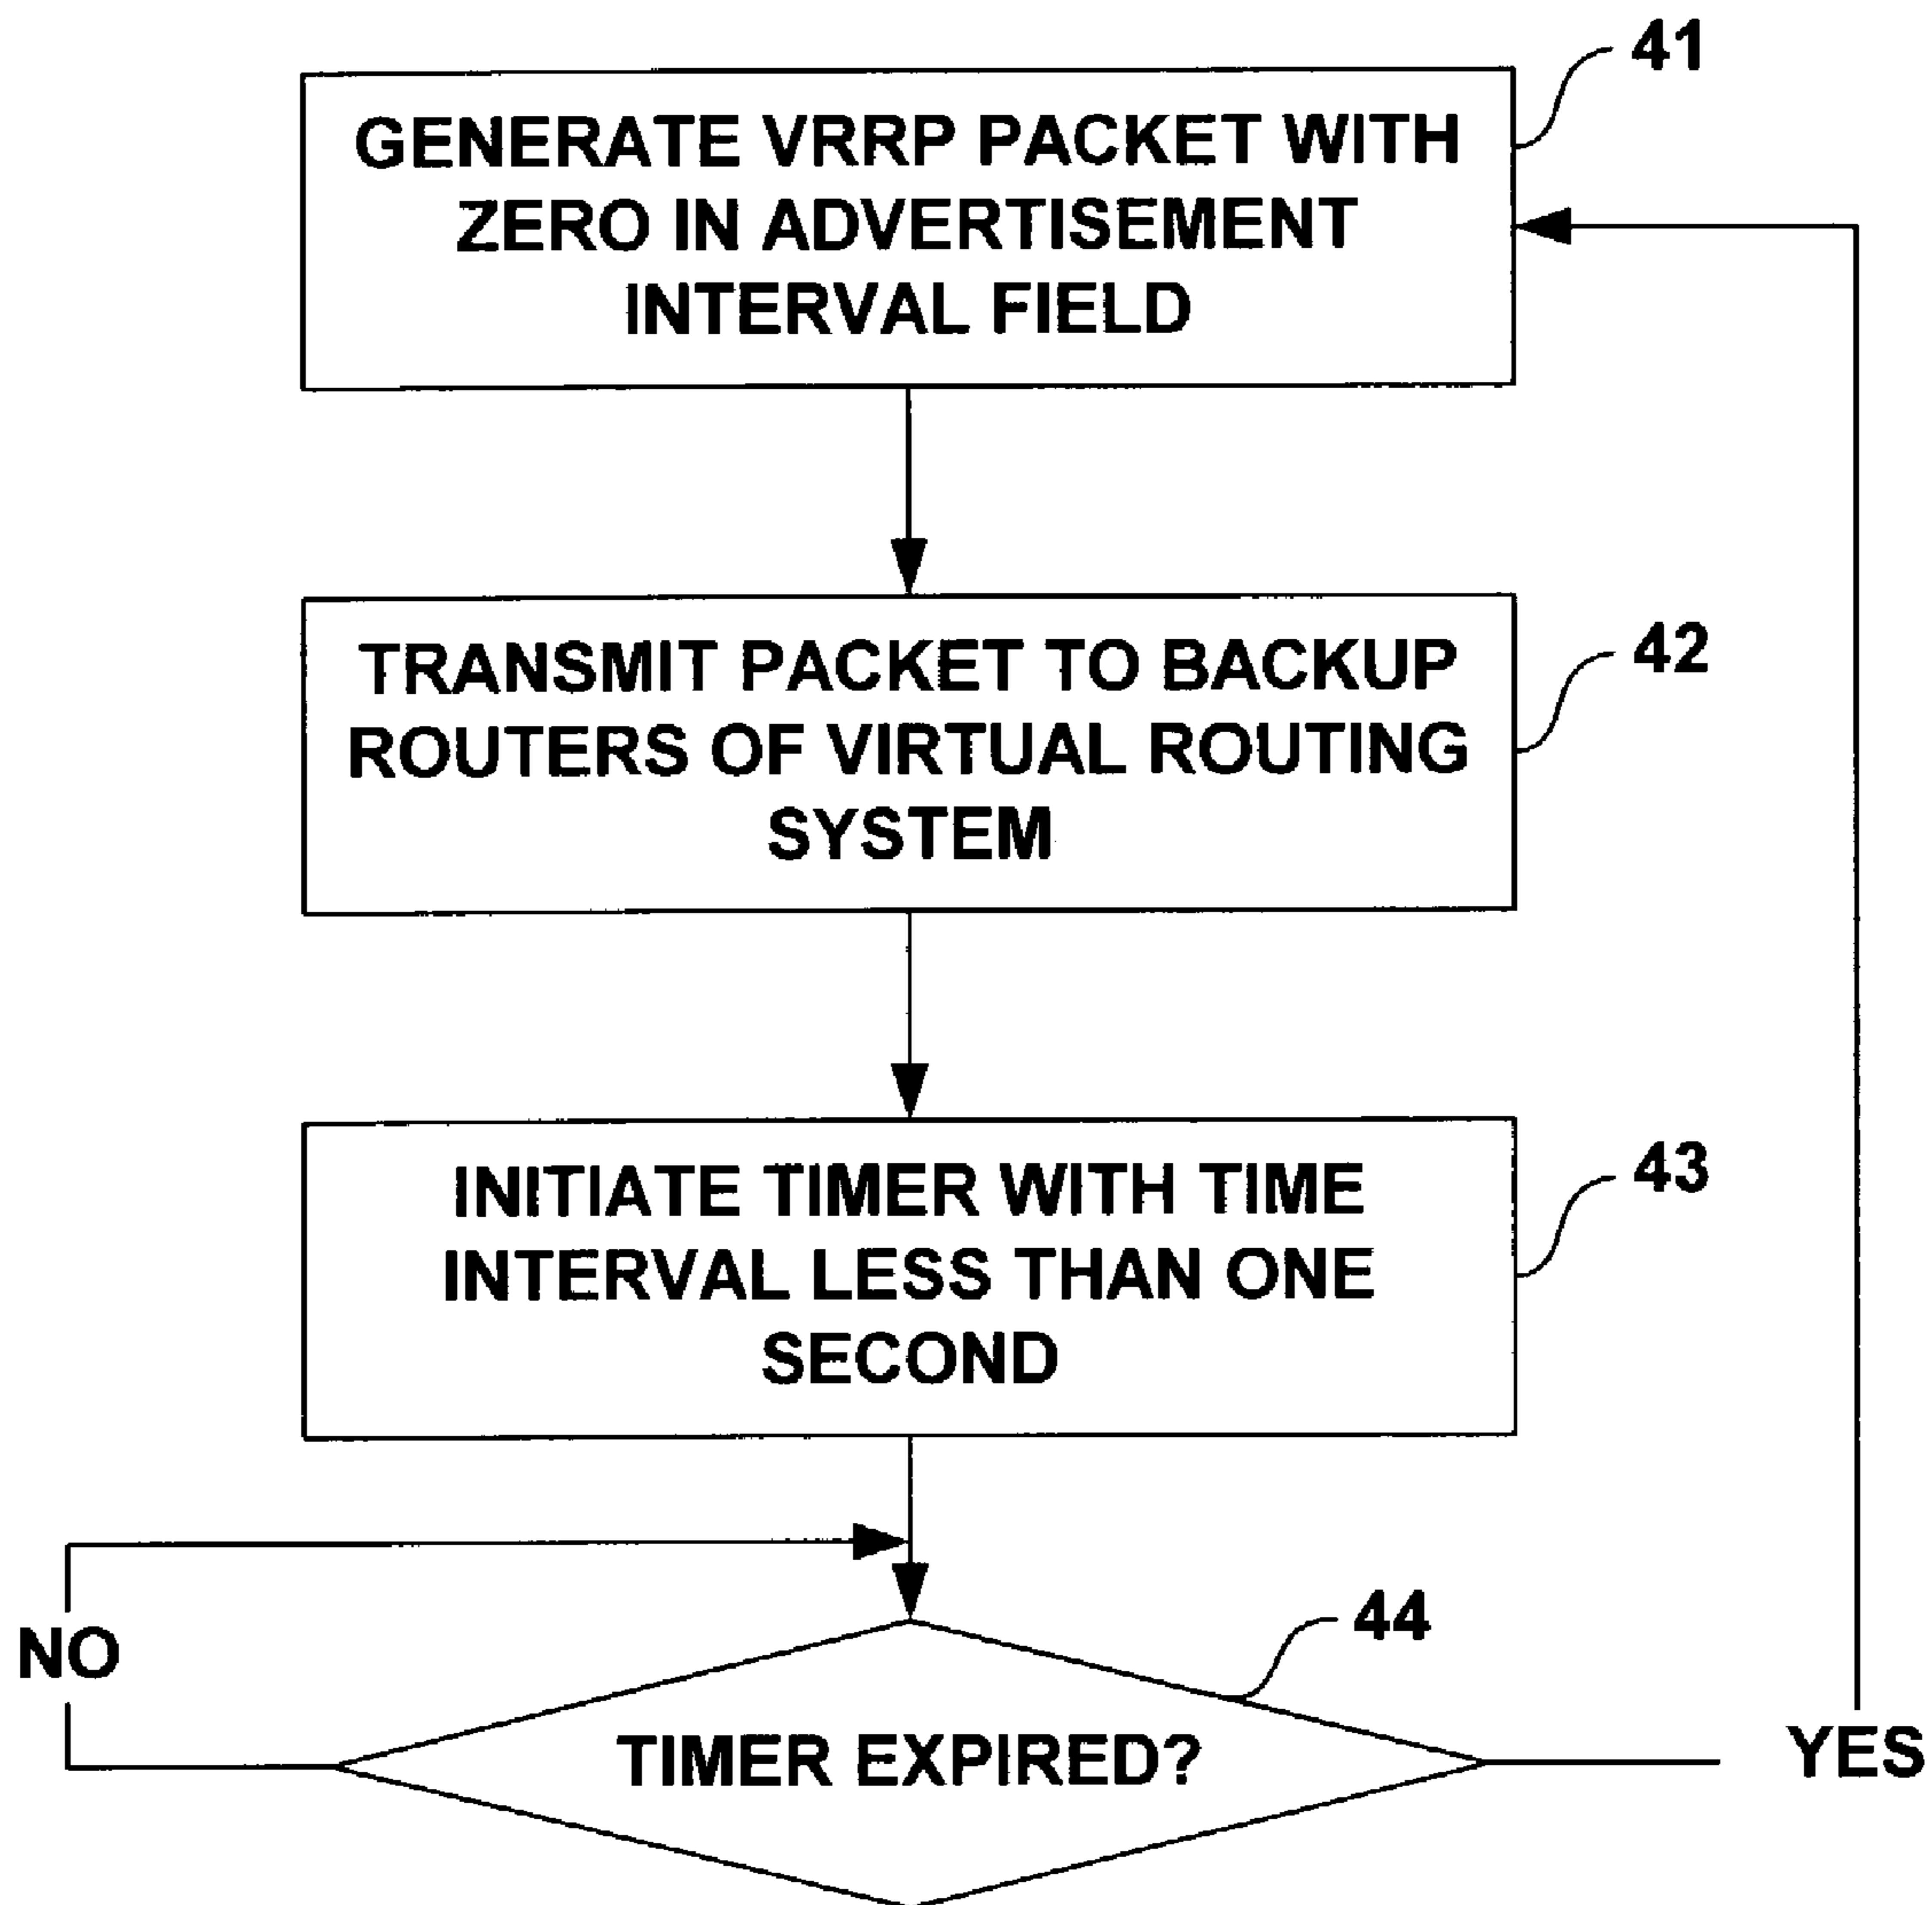 41
GENERATE VRRP PACKET WITH
ZERO IN ADVERTISEMENT
INTERVAL FIELD
42
TRANSMIT PACKET TO BACKUP
ROUTERS OF VIRTUAL ROUTING
SYSTEM
43
INITIATE TIMER WITH TIME
INTERVAL LESS THAN ONE
SECOND
44
NO
TIMER EXPIRED?
YES